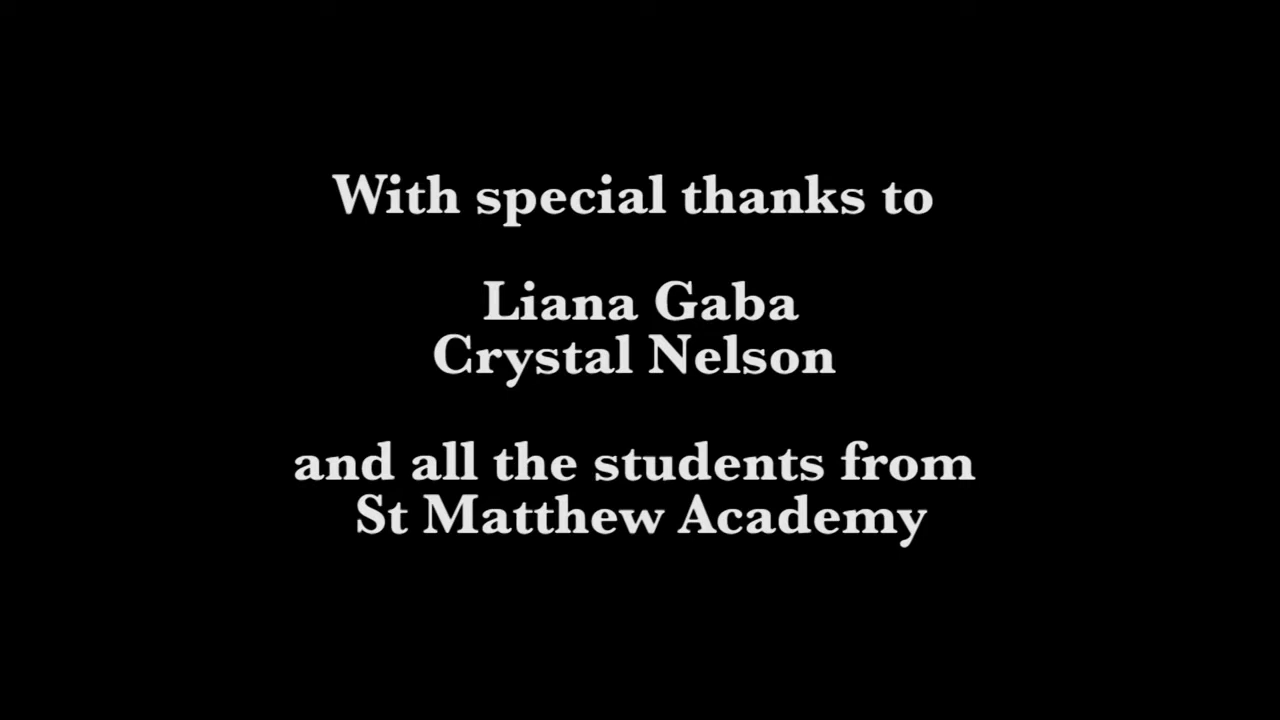 With special thanks to
Liana Gaba
Crystal Nelson
and all the students from
St Matthew Academy